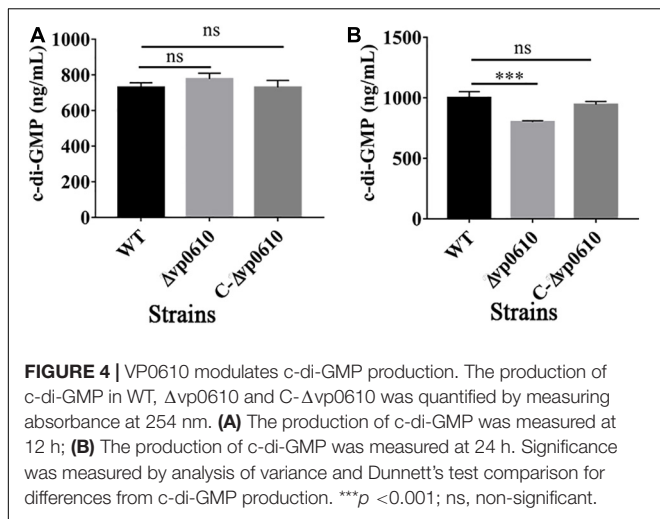 A
ns
ns
c-di-GMP (ng/mL)
1000
800
600
400
200
0
WT
Δvp0610
C-Δvp0610
Strains
B
ns
***
c-di-GMP (ng/mL)
1500
1000
500
0
WT
Δvp0610
C-Δvp0610
Strains
FIGURE 4 | VP0610 modulates c-di-GMP production. The production of
c-di-GMP in WT, Δvp0610 and C-Δvp0610 was quantified by measuring
absorbance at 254 nm. (A) The production of c-di-GMP was measured at
12 h; (B) The production of c-di-GMP was measured at 24 h. Significance
was measured by analysis of variance and Dunnett's test comparison for
differences from c-di-GMP production. ***p <0.001; ns, non-significant.